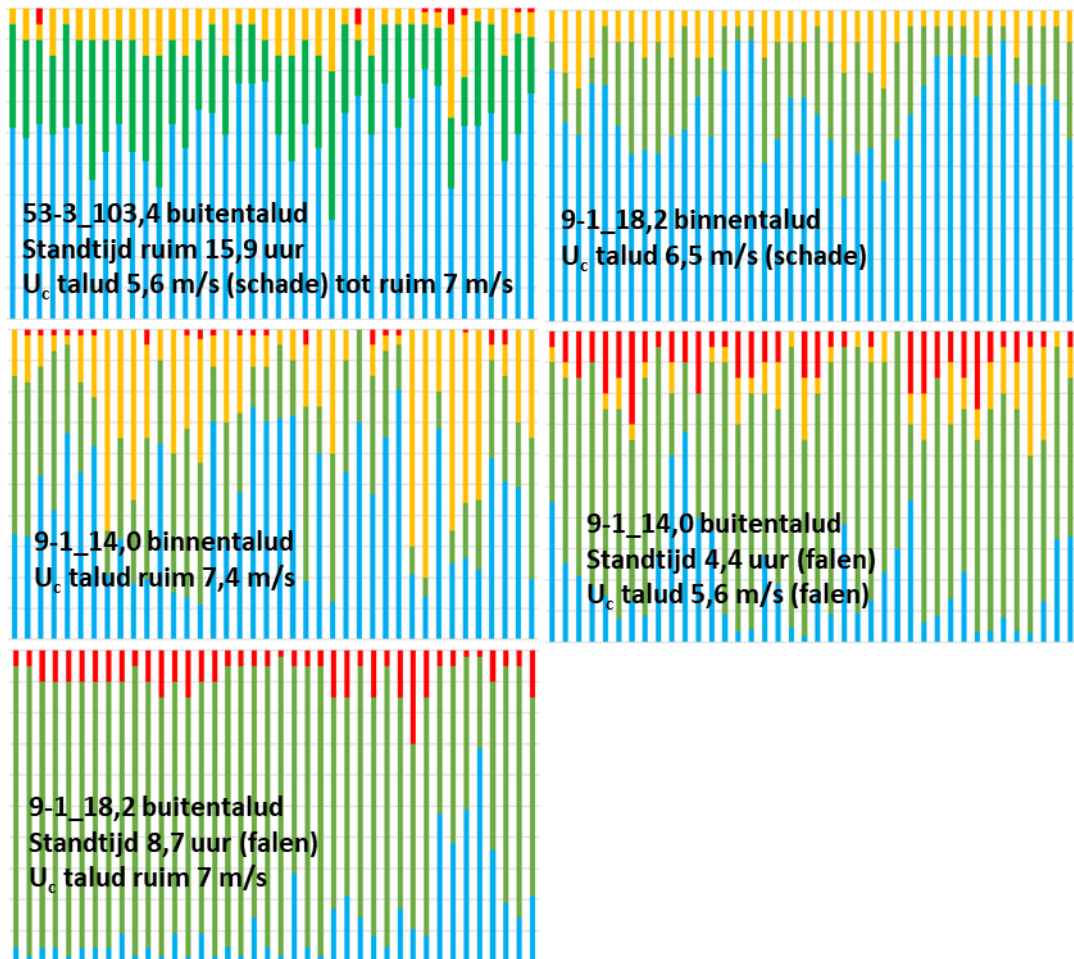 53-3_103,4 buitentalud
Standtijd ruim 15,9 uur
Uc talud 5,6 m/s (schade) tot ruim 7 m/s
9-1_18,2 binnentalud
Uc talud 6,5 m/s (schade)
9-1_14,0 binnentalud
Uc talud ruim 7,4 m/s
9-1_14,0 buitentalud
Standtijd 4,4 uur (falen)
Uc talud 5,6 m/s (falen)
9-1_18,2 buitentalud
Standtijd 8,7 uur (falen)
Uc talud ruim 7 m/s